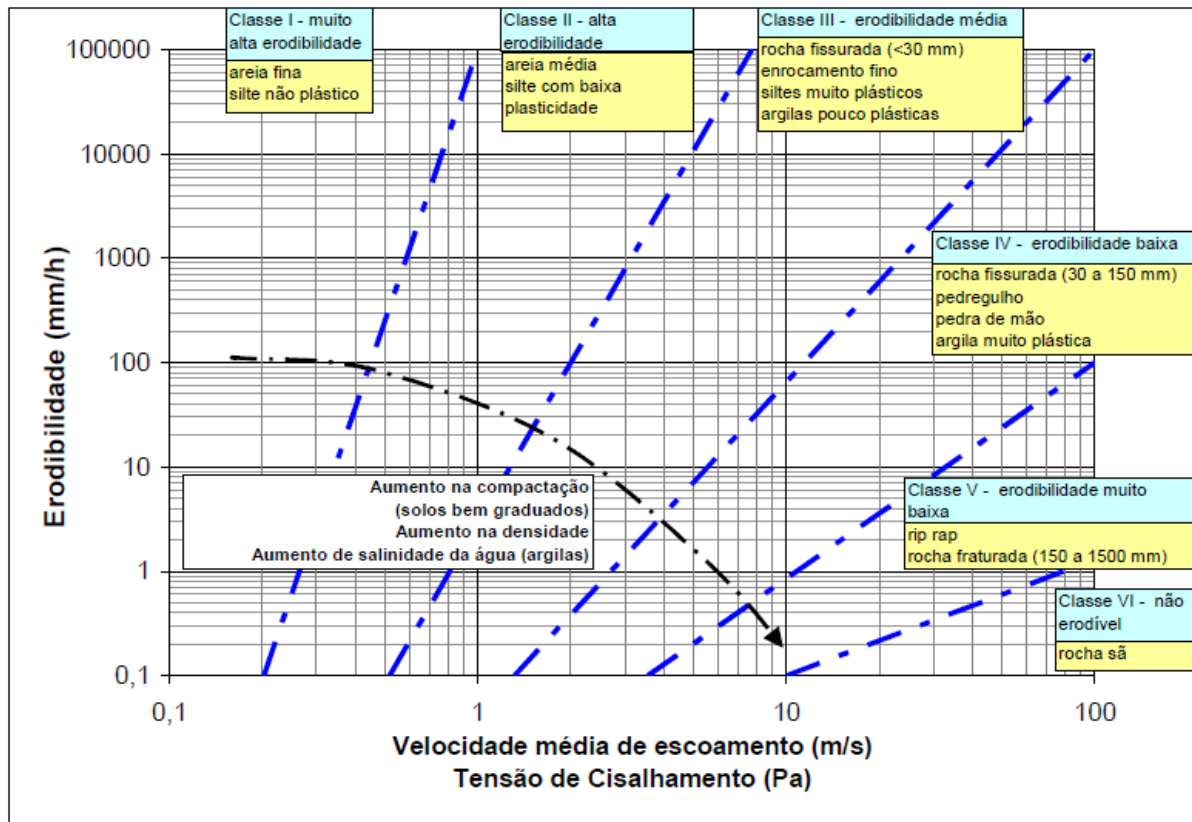 Classe I - muito
alta erodibilidade
areia fina
silte não plástico
Classe II - alta
erodibilidade
areia média
silte com baixa
plasticidade
Classe III - erodibilidade média
rocha fissurada (<30 mm)
enrocamento fino
siltes muito plásticos
argilas pouco plásticas
Classe IV - erodibilidade baixa
rocha fissurada (30 a 150 mm)
pedregulho
pedra de mão
argila muito plástica
Classe V - erodibilidade muito
baixa
rip rap
rocha fraturada (150 a 1500 mm)
Classe VI - não
erodível
rocha sã
Aumento na compactação
(solos bem graduados)
Aumento na densidade
Aumento de salinidade da água (argilas)
Erodibilidade (mm/h)
100000
10000
1000
100
10
1
0,1
0,1
1
10
100
Velocidade média de escoamento (m/s)
Tensão de Cisalhamento (Pa)